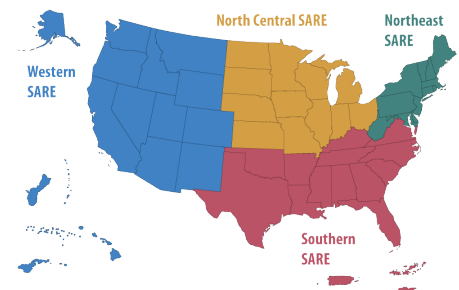 North Central SARE
Northeast
SARE
Western
SARE
Southern
SARE